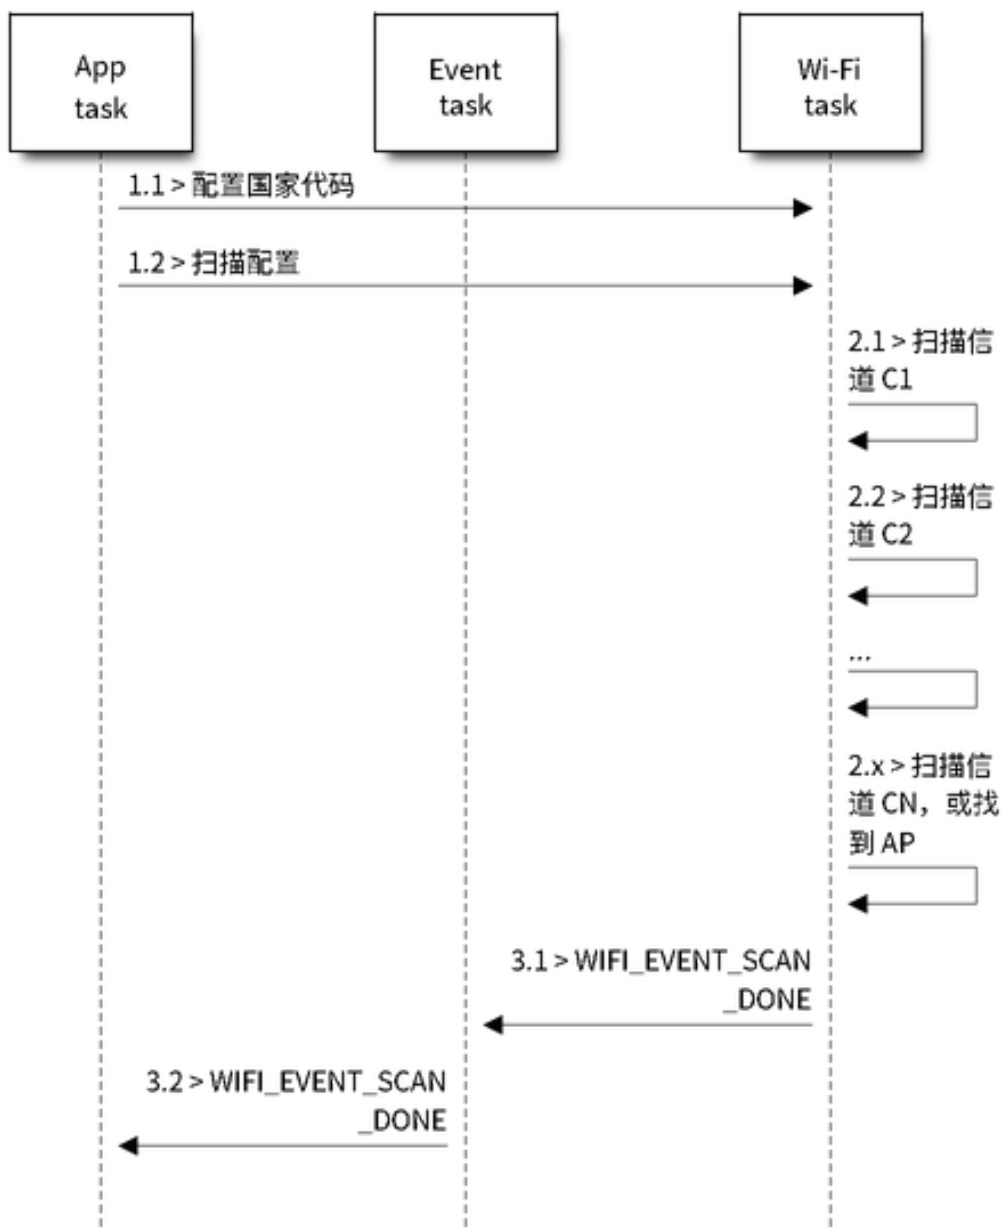 App
task
Event
task
Wi-Fi
task
1.1 > 配置国家代码
1.2 > 扫描配置
2.1 > 扫描信
道 C1
2.2 > 扫描信
道 C2
...
2.x > 扫描信
道 CN，或找
到 AP
3.1 > WIFI_EVENT_SCAN
_DONE
3.2 > WIFI_EVENT_SCAN
_DONE